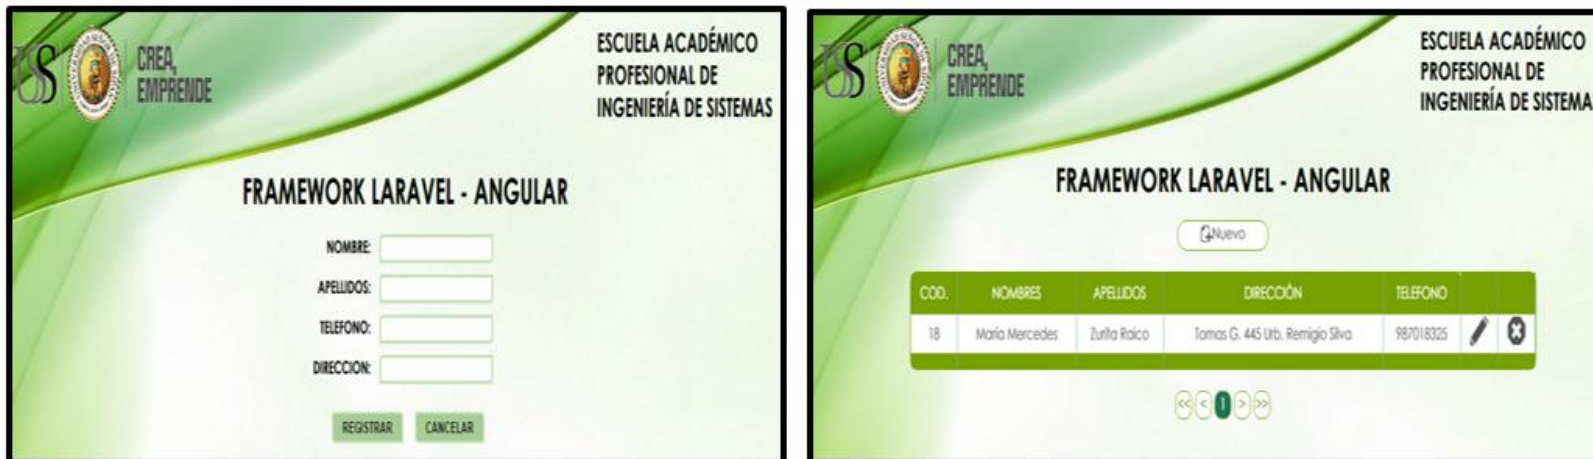 USS
CREA,
EMPRENDE
ESCUELA ACADÉMICO
PROFESIONAL DE
INGENIERÍA DE SISTEMAS
FRAMEWORK LARAVEL - ANGULAR
NOMBRE:
APELLIDOS:
TELEFONO:
DIRECCION:
REGISTRAR CANCELAR
USS
CREA,
EMPRENDE
ESCUELA ACADÉMICO
PROFESIONAL DE
INGENIERÍA DE SISTEMA
FRAMEWORK LARAVEL - ANGULAR
Nuevo
COD. NOMBRES APELLIDOS DIRECCIÓN TELEFONO
18 María Mercedes Zurita Raico Tomas G. 445 Urb. Remigio Silva 987018325
<< < 1 > >>